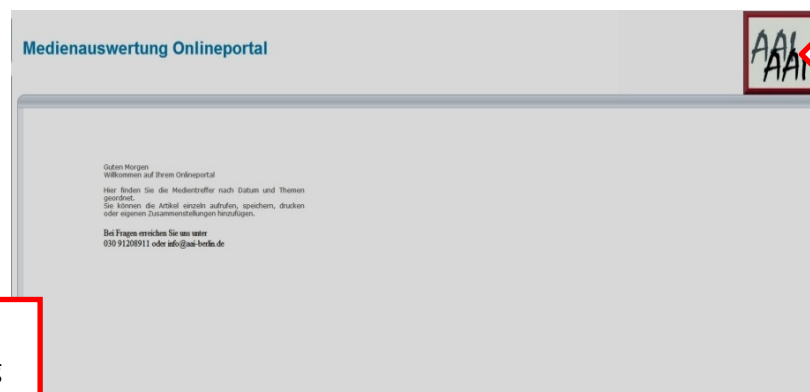 Medienauswertung Onlineportal
AAI
AAI
Guten Morgen
Willkommen auf Ihrem Onlineportal
Hier finden Sie die Medientreffer nach Datum und Themen
geordnet.
Sie können die Artikel einzeln aufrufen, speichern, drucken
oder eigenen Zusammenstellungen hinzufügen.
Bei Fragen erreichen Sie uns unter
030 91208911 oder info@aai-berlin.de